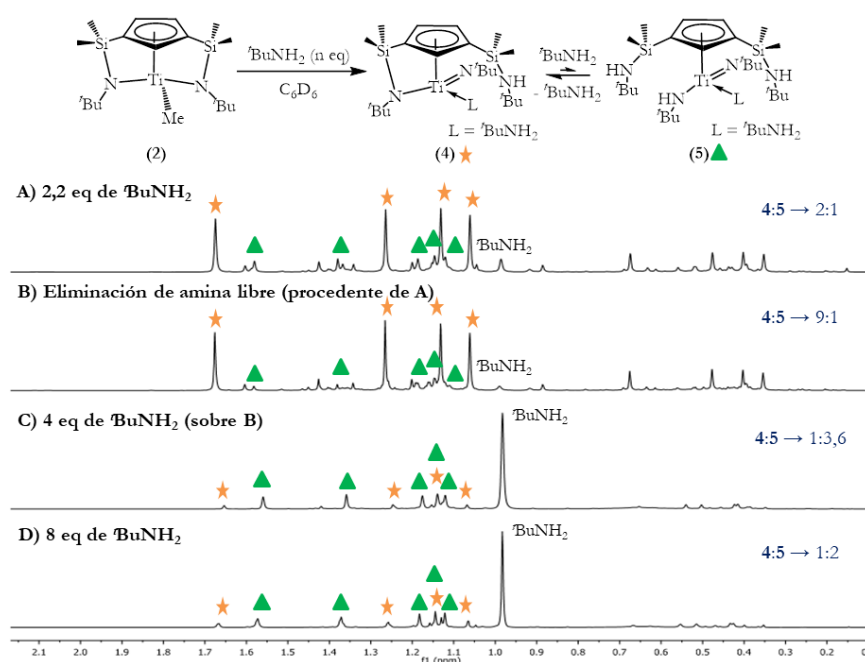 Si
Si
N
Ti
N
ᵗBu
Me
ᵗBu
(2)
ᵗBuNH₂ (n eq)
C₆D₆
Si
Si
Ti
N
ᵗBu
NH
N
ᵗBu
L
ᵗBu
L = ᵗBuNH₂
(4)
ᵗBuNH₂
- ᵗBuNH₂
Si
Si
HN
ᵗBu
Ti
N
ᵗBu
NH
HN
L
ᵗBu
ᵗBu
L = ᵗBuNH₂
(5)
A) 2,2 eq de ᵗBuNH₂
4:5 → 2:1
ᵗBuNH₂
B) Eliminación de amina libre (procedente de A)
4:5 → 9:1
ᵗBuNH₂
C) 4 eq de ᵗBuNH₂ (sobre B)
ᵗBuNH₂
4:5 → 1:3,6
D) 8 eq de ᵗBuNH₂
ᵗBuNH₂
4:5 → 1:2
2.1 2.0 1.9 1.8 1.7 1.6 1.5 1.4 1.3 1.2 1.1 1.0 0.9 0.8 0.7 0.6 0.5 0.4 0.3 0.2
f1 (ppm)